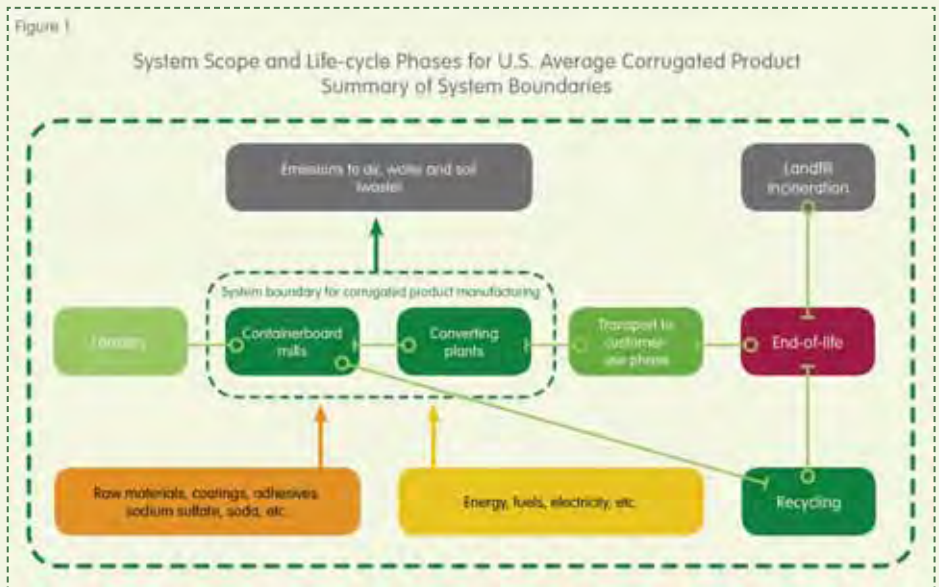 Figure 1
System Scope and Life-cycle Phases for U.S. Average Corrugated Product
Summary of System Boundaries
Emissions to air, water and soil
Landfill
Incineration
System boundary for corrugated product manufacturing
Containerboard
mills
Converting
plants
Transport to
customer-
use phase
End-of-life
Raw materials, coatings, adhesives
sodium sulfate, soda, etc.
Energy, fuels, electricity, etc.
Recycling